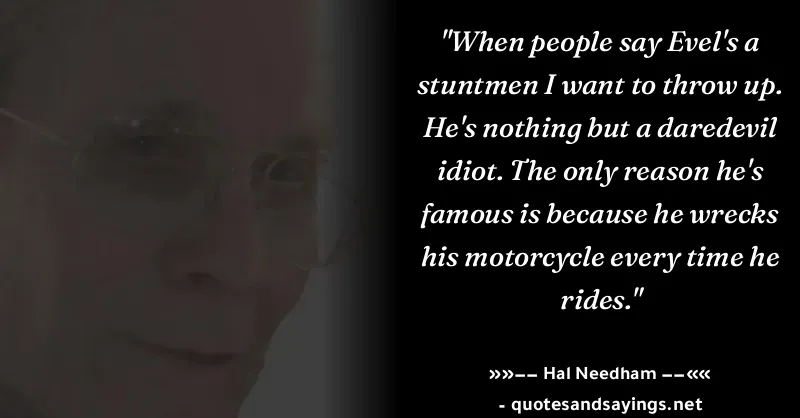 "When people say Evel's a
stuntmen I want to throw up.
He's nothing but a daredevil
idiot. The only reason he's
famous is because he wrecks
his motorcycle every time he
rides."
»»−− Hal Needham −−««
- quotesandsayings.net